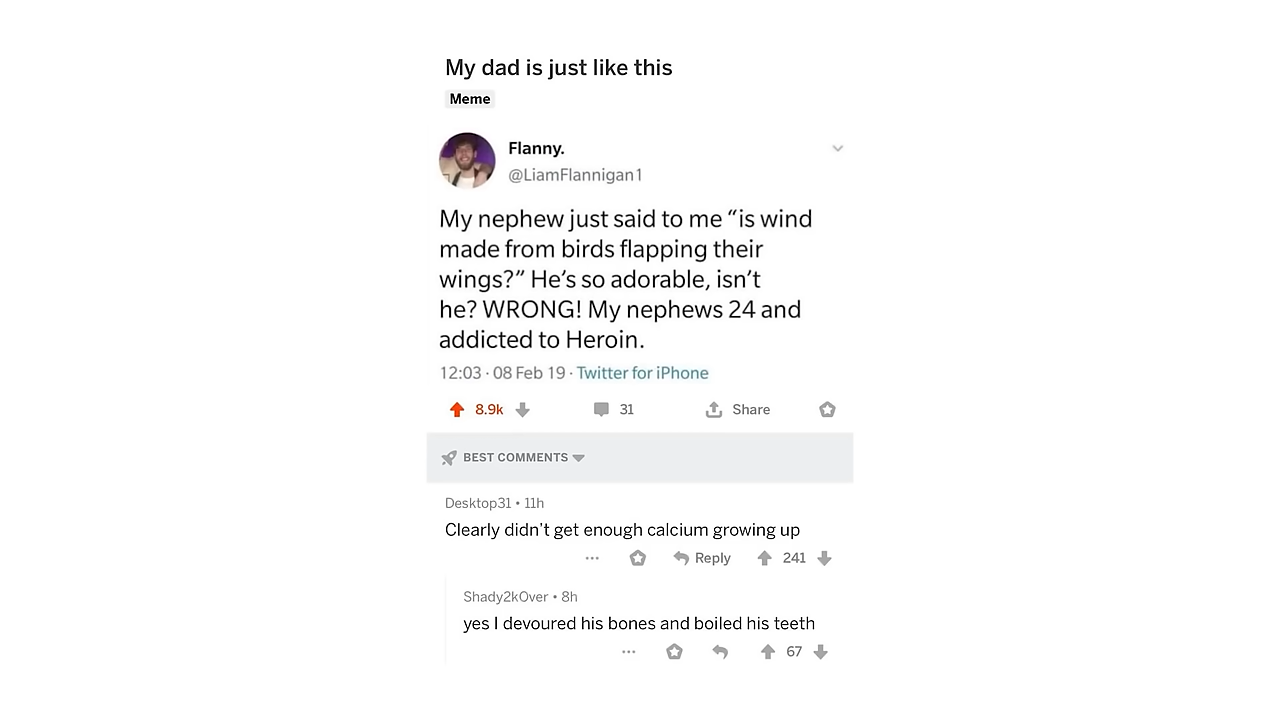 My dad is just like this
Meme
Flanny.
@LiamFlannigan1
My nephew just said to me “is wind
made from birds flapping their
wings?” He’s so adorable, isn’t
he? WRONG! My nephews 24 and
addicted to Heroin.
12:03 · 08 Feb 19 · Twitter for iPhone
8.9k 31 Share
BEST COMMENTS
Desktop31 • 11h
Clearly didn't get enough calcium growing up
... Reply 241
Shady2kOver • 8h
yes I devoured his bones and boiled his teeth
... 67